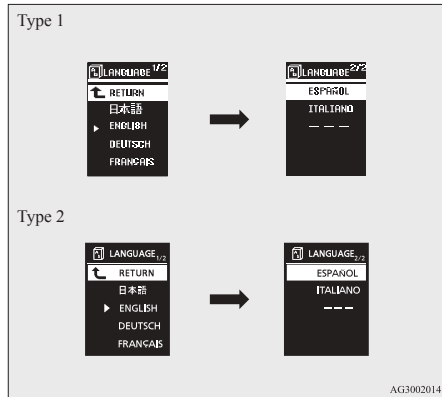 Type 1
LANGUAGE 1/2
RETURN
日本語
ENGLISH
DEUTSCH
FRANÇAIS
LANGUAGE 2/2
ESPAÑOL
ITALIANO
– – –
Type 2
LANGUAGE 1/2
RETURN
日本語
ENGLISH
DEUTSCH
FRANÇAIS
LANGUAGE 2/2
ESPAÑOL
ITALIANO
– – –
AG3002014